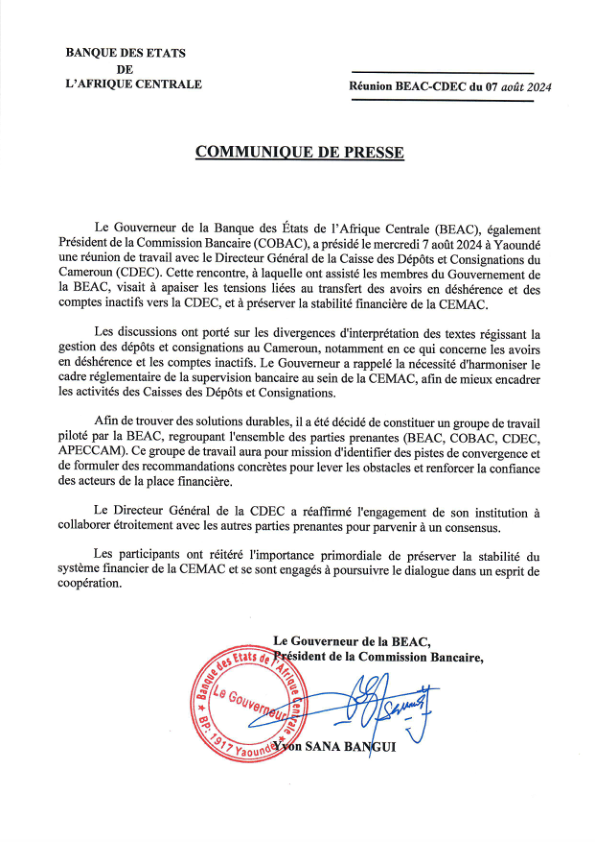 BANQUE DES ETATS
DE
L'AFRIQUE CENTRALE
Réunion BEAC-CDEC du 07 août 2024
COMMUNIQUE DE PRESSE
Le Gouverneur de la Banque des États de l'Afrique Centrale (BEAC), également
Président de la Commission Bancaire (COBAC), a présidé le mercredi 7 août 2024 à Yaoundé
une réunion de travail avec le Directeur Général de la Caisse des Dépôts et Consignations du
Cameroun (CDEC). Cette rencontre, à laquelle ont assisté les membres du Gouvernement de
la BEAC, visait à apaiser les tensions liées au transfert des avoirs en déshérence et des
comptes inactifs vers la CDEC, et à préserver la stabilité financière de la CEMAC.
Les discussions ont porté sur les divergences d'interprétation des textes régissant la
gestion des dépôts et consignations au Cameroun, notamment en ce qui concerne les avoirs
en déshérence et les comptes inactifs. Le Gouverneur a rappelé la nécessité d'harmoniser le
cadre réglementaire de la supervision bancaire au sein de la CEMAC, afin de mieux encadrer
les activités des Caisses des Dépôts et Consignations.
Afin de trouver des solutions durables, il a été décidé de constituer un groupe de travail
piloté par la BEAC, regroupant l'ensemble des parties prenantes (BEAC, COBAC, CDEC,
APECCAM). Ce groupe de travail aura pour mission d'identifier des pistes de convergence et
de formuler des recommandations concrètes pour lever les obstacles et renforcer la confiance
des acteurs de la place financière.
Le Directeur Général de la CDEC a réaffirmé l'engagement de son institution à
collaborer étroitement avec les autres parties prenantes pour parvenir à un consensus.
Les participants ont réitéré l'importance primordiale de préserver la stabilité du
système financier de la CEMAC et se sont engagés à poursuivre le dialogue dans un esprit de
coopération.
Le Gouverneur de la BEAC,
Président de la Commission Bancaire,
Banque des Etats de l'Afrique Centrale
Le Gouverneur
BP: 1917 Yaoundé
Yvon SANA BANGUI